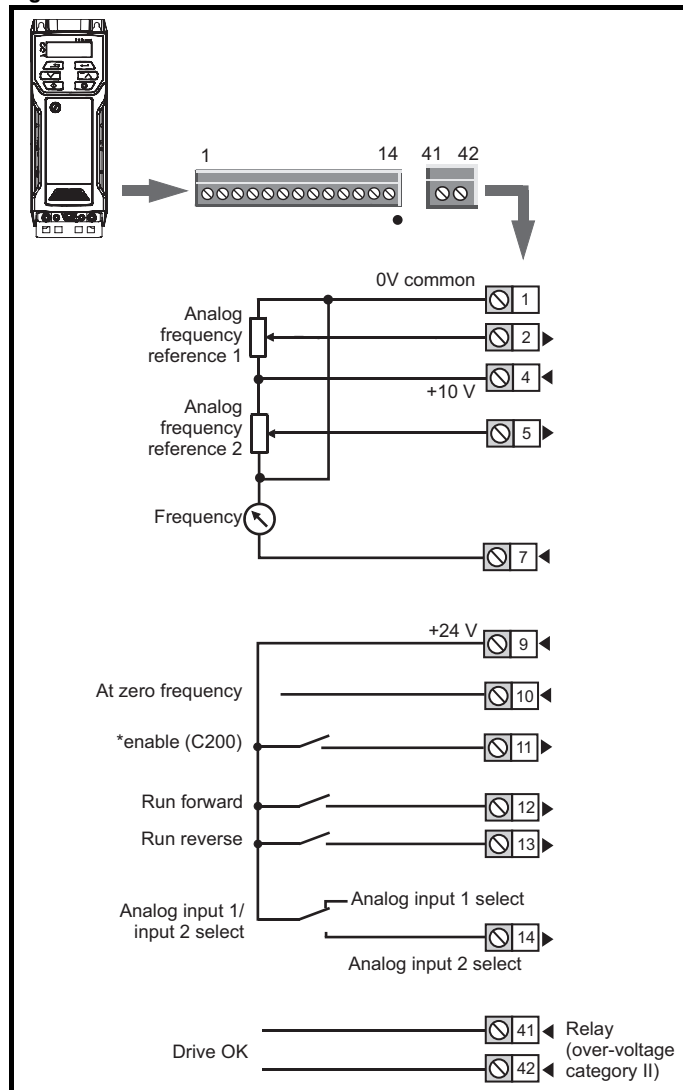 1 14 41 42
0V common 1
Analog
frequency
reference 1
2
4
+10 V
Analog
frequency
reference 2
5
Frequency
7
+24 V 9
At zero frequency 10
*enable (C200) 11
Run forward 12
Run reverse 13
Analog input 1/
input 2 select
Analog input 1 select
14
Analog input 2 select
Drive OK
41
42
Relay
(over-voltage
category II)